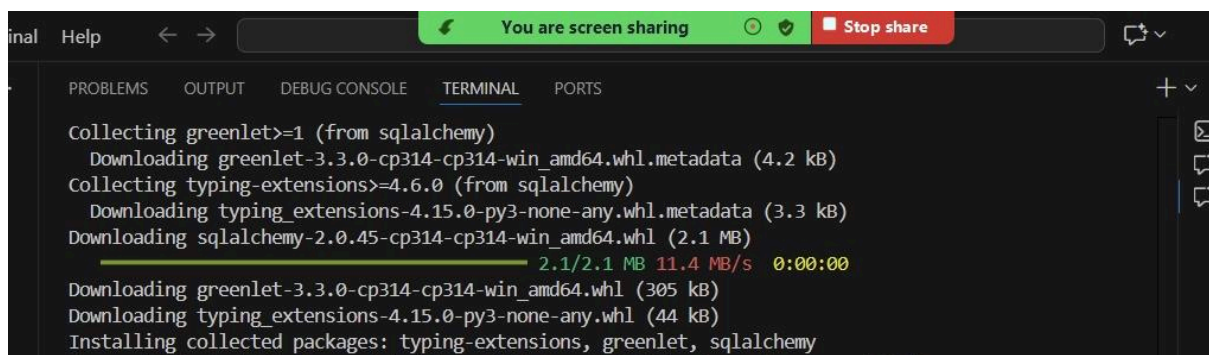 inal Help
You are screen sharing
Stop share
PROBLEMS OUTPUT DEBUG CONSOLE TERMINAL PORTS
Collecting greenlet>=1 (from sqlalchemy)
Downloading greenlet-3.3.0-cp314-cp314-win_amd64.whl.metadata (4.2 kB)
Collecting typing-extensions>=4.6.0 (from sqlalchemy)
Downloading typing_extensions-4.15.0-py3-none-any.whl.metadata (3.3 kB)
Downloading sqlalchemy-2.0.45-cp314-cp314-win_amd64.whl (2.1 MB)
2.1/2.1 MB 11.4 MB/s 0:00:00
Downloading greenlet-3.3.0-cp314-cp314-win_amd64.whl (305 kB)
Downloading typing_extensions-4.15.0-py3-none-any.whl (44 kB)
Installing collected packages: typing-extensions, greenlet, sqlalchemy